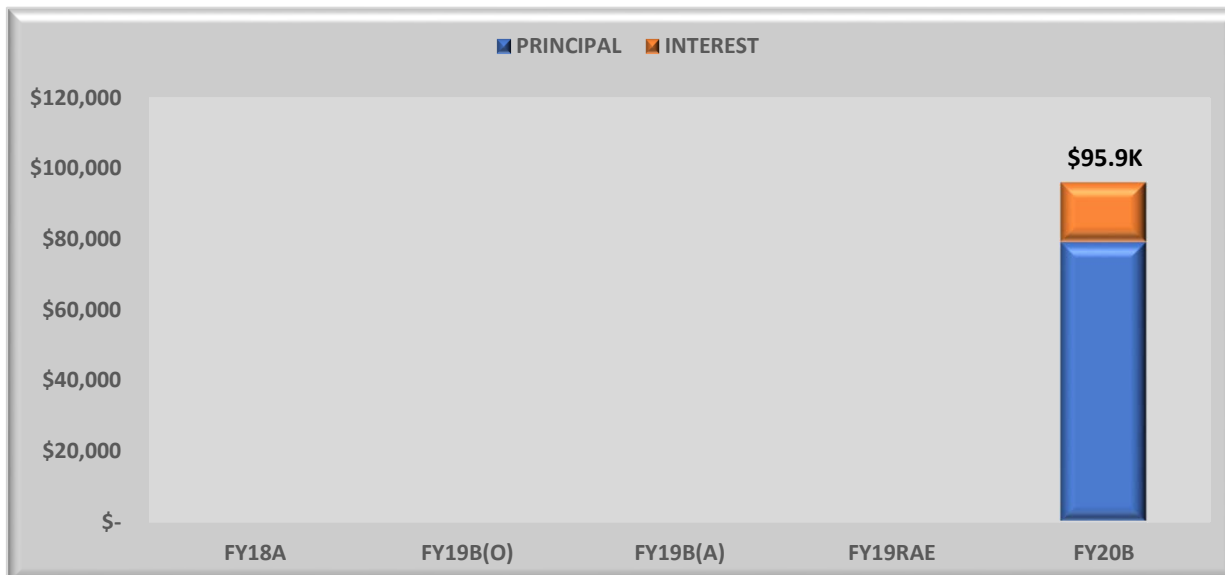 PRINCIPAL INTEREST
$120,000
$95.9K
$100,000
$80,000
$60,000
$40,000
$20,000
$-
FY18A FY19B(O) FY19B(A) FY19RAE FY20B